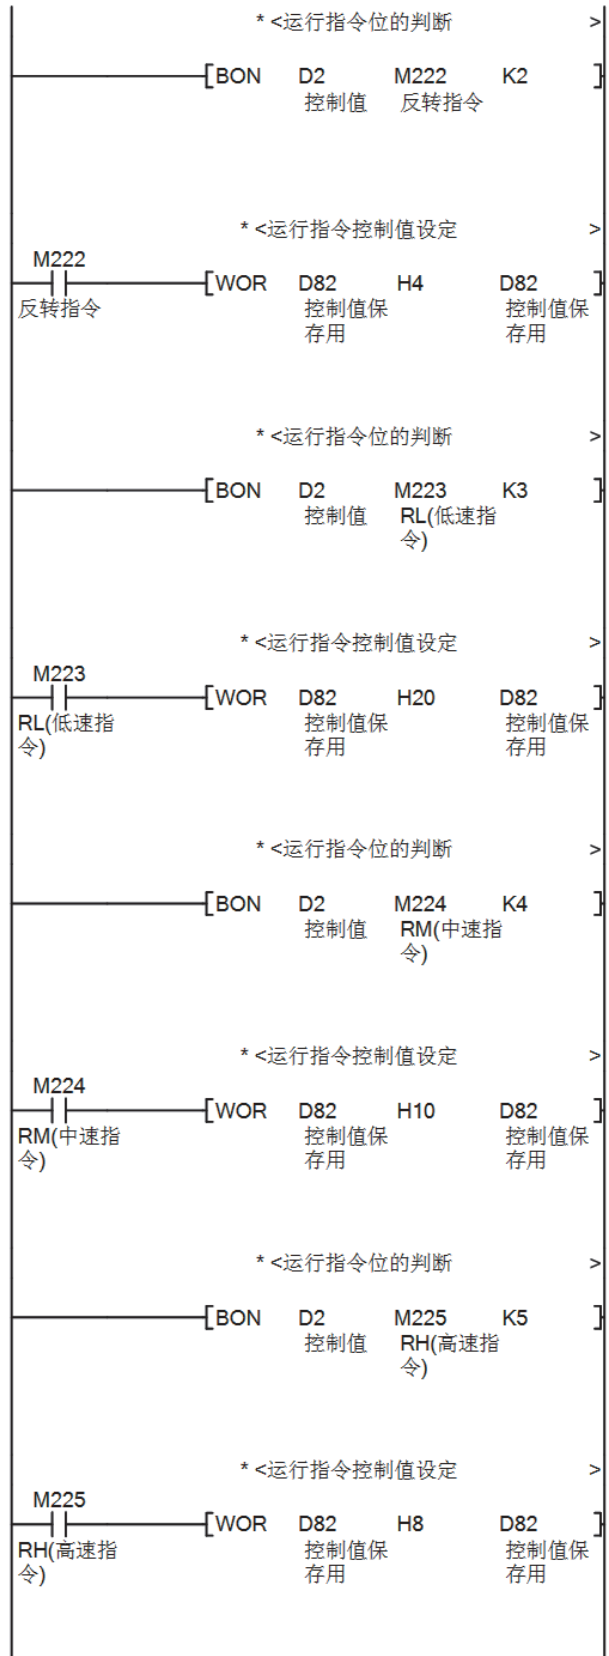 * <运行指令位的判断 >
[BON D2 M222 K2 ]
控制值 反转指令
* <运行指令控制值设定 >
M222
[WOR D82 H4 D82 ]
反转指令 控制值保 控制值保
存用 存用
* <运行指令位的判断 >
[BON D2 M223 K3 ]
控制值 RL(低速指
令)
* <运行指令控制值设定 >
M223
[WOR D82 H20 D82 ]
RL(低速指 控制值保 控制值保
令) 存用 存用
* <运行指令位的判断 >
[BON D2 M224 K4 ]
控制值 RM(中速指
令)
* <运行指令控制值设定 >
M224
[WOR D82 H10 D82 ]
RM(中速指 控制值保 控制值保
令) 存用 存用
* <运行指令位的判断 >
[BON D2 M225 K5 ]
控制值 RH(高速指
令)
* <运行指令控制值设定 >
M225
[WOR D82 H8 D82 ]
RH(高速指 控制值保 控制值保
令) 存用 存用